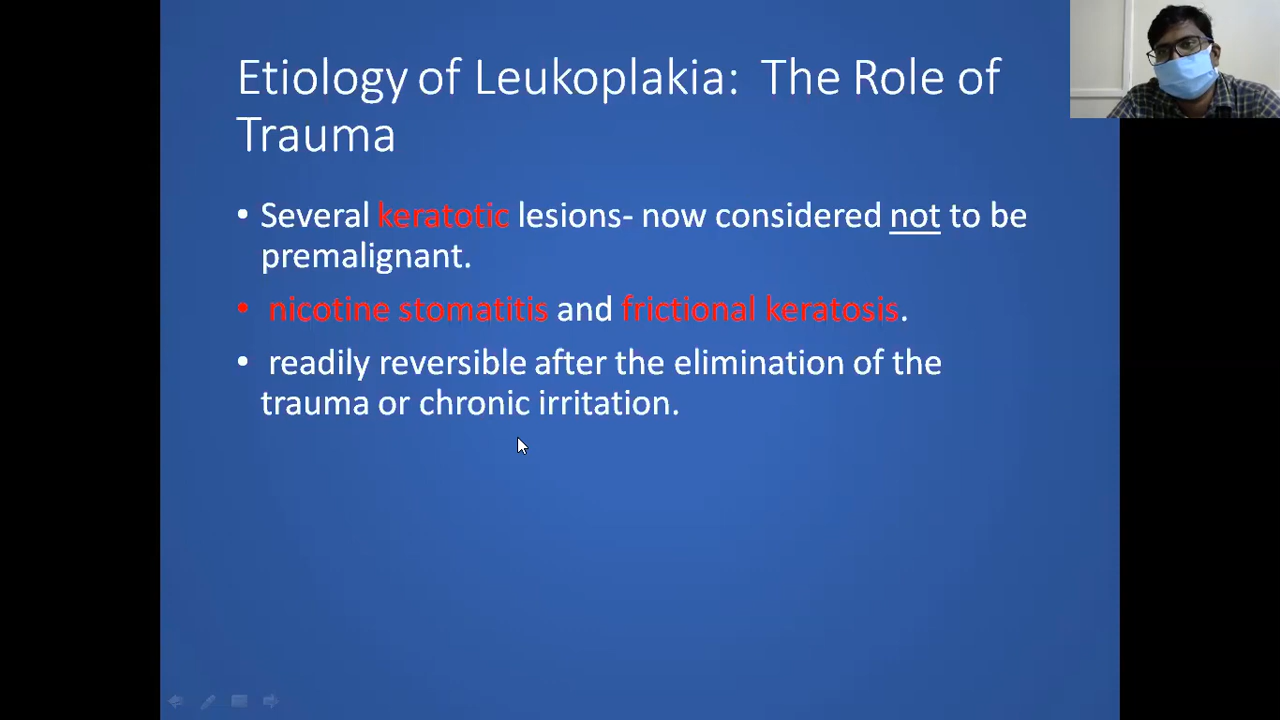 Etiology of Leukoplakia: The Role of
Trauma
• Several keratotic lesions- now considered not to be
premalignant.
• nicotine stomatitis and frictional keratosis.
• readily reversible after the elimination of the
trauma or chronic irritation.